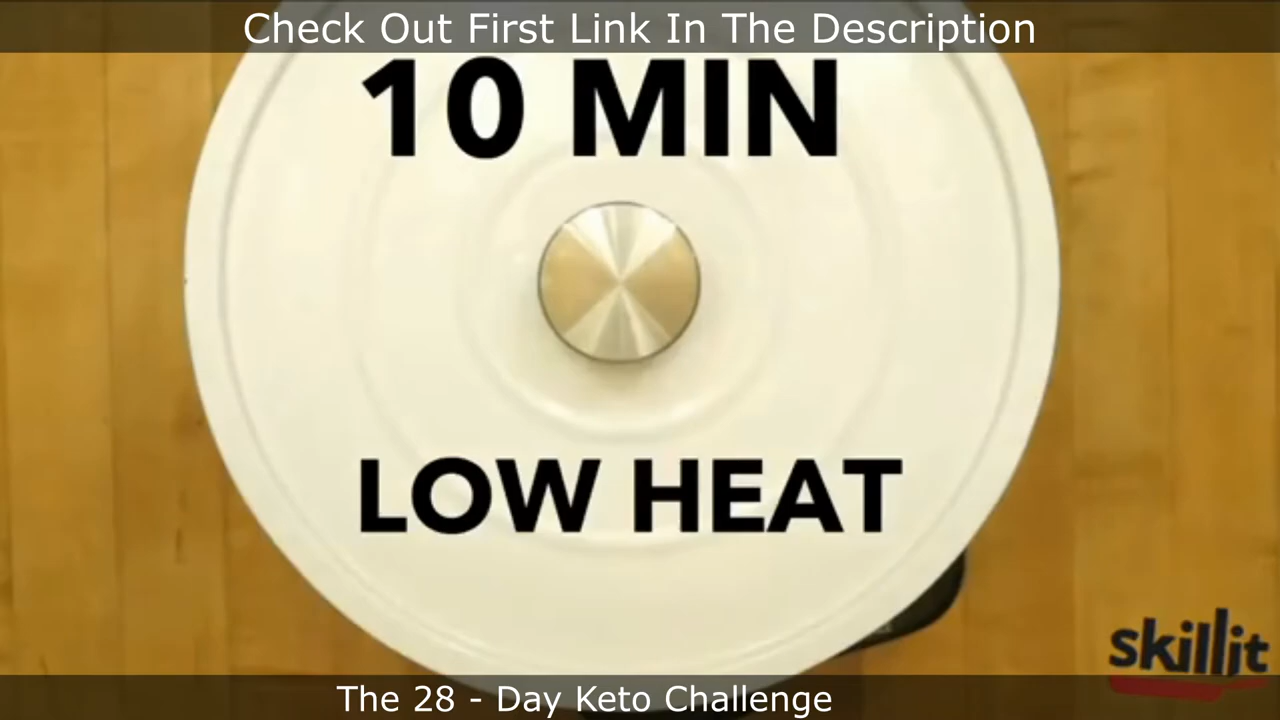 Check Out First Link In The Description
10 MIN
LOW HEAT
skillit
The 28 - Day Keto Challenge